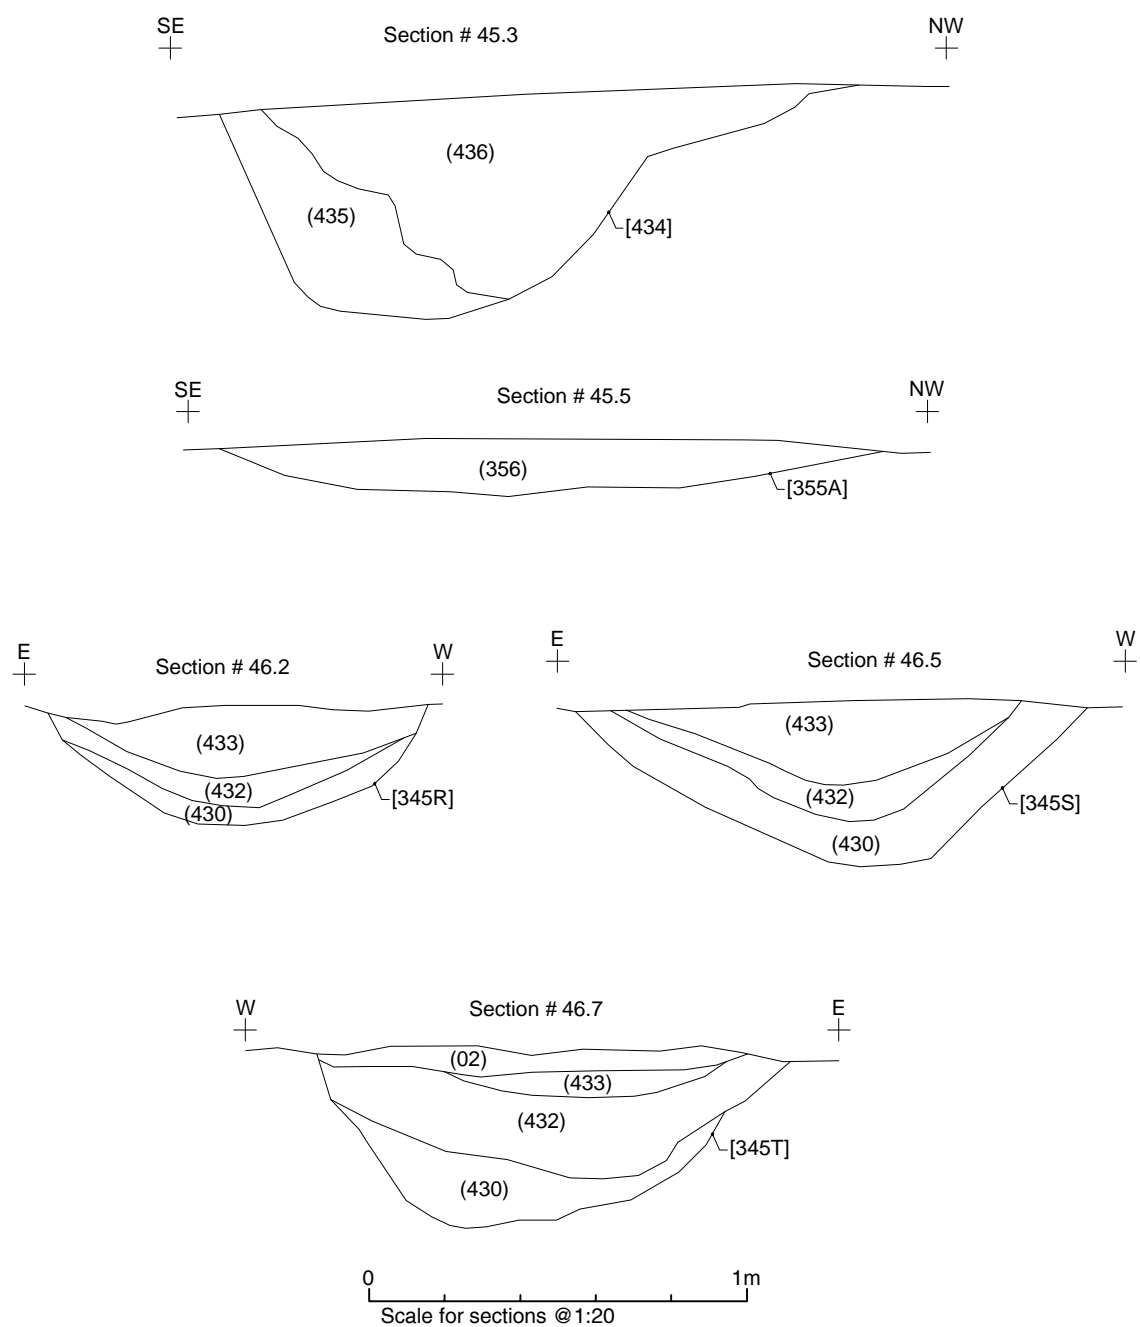 SE NW
Section # 45.3
(436)
(435)
[434]
SE NW
Section # 45.5
(356)
[355A]
E W
Section # 46.2
(433)
(432)
(430)
[345R]
E W
Section # 46.5
(433)
(432)
(430)
[345S]
W E
Section # 46.7
(02)
(433)
(432)
(430)
[345T]
0 1m
Scale for sections @1:20